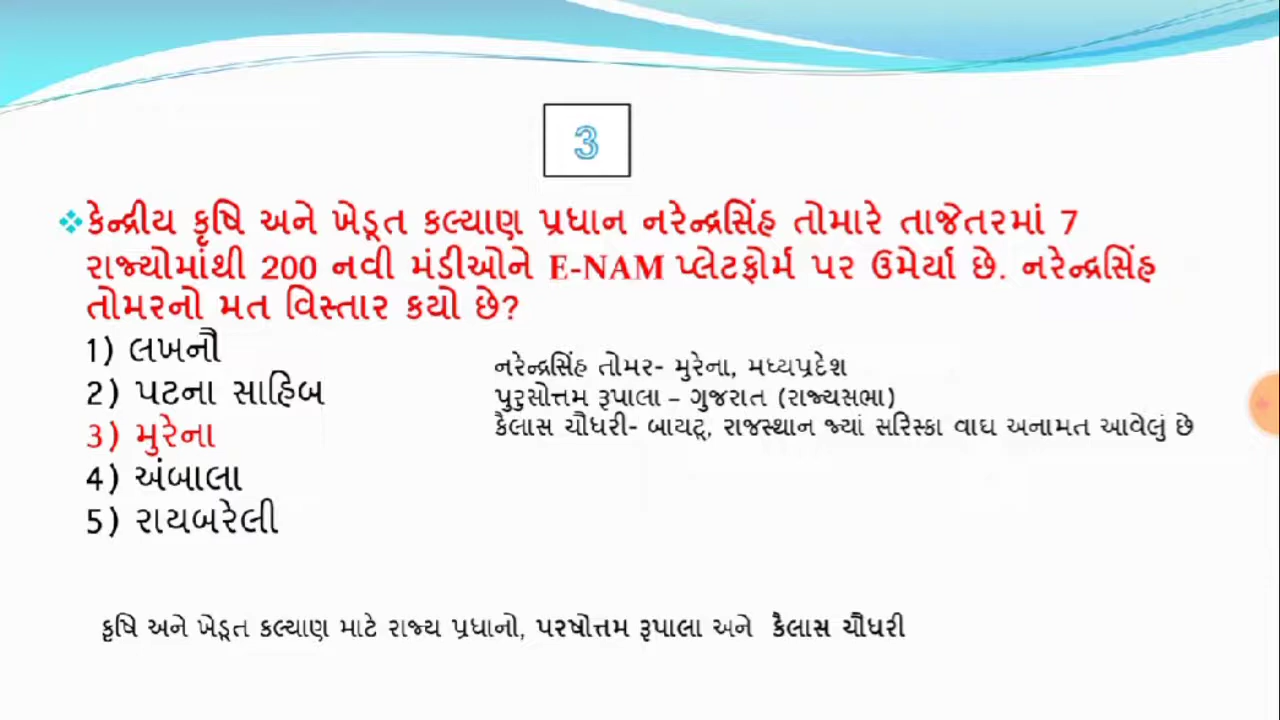 3
❖કેન્દ્રીય કૃષિ અને ખેડૂત કલ્યાણ પ્રધાન નરેન્દ્રસિંહ તોમારે તાજેતરમાં 7
રાજ્યોમાંથી 200 નવી મંડીઓને E-NAM પ્લેટફોર્મ પર ઉમેર્યા છે. નરેન્દ્રસિંહ
તોમરનો મત વિસ્તાર કયો છે?
1) લખનૌ
2) પટના સાહિબ
3) મુરેના
4) અંબાલા
5) રાયબરેલી
નરેન્દ્રસિંહ તોમર- મુરેના, મધ્યપ્રદેશ
પુરુસોત્તમ રૂપાલા – ગુજરાત (રાજ્યસભા)
કૈલાસ ચૌધરી- બાયટૂ, રાજસ્થાન જ્યાં સરિસ્કા વાઘ અનામત આવેલું છે
કૃષિ અને ખેડૂત કલ્યાણ માટે રાજ્ય પ્રધાનો, પરષોત્તમ રૂપાલા અને કૈલાસ ચૌધરી